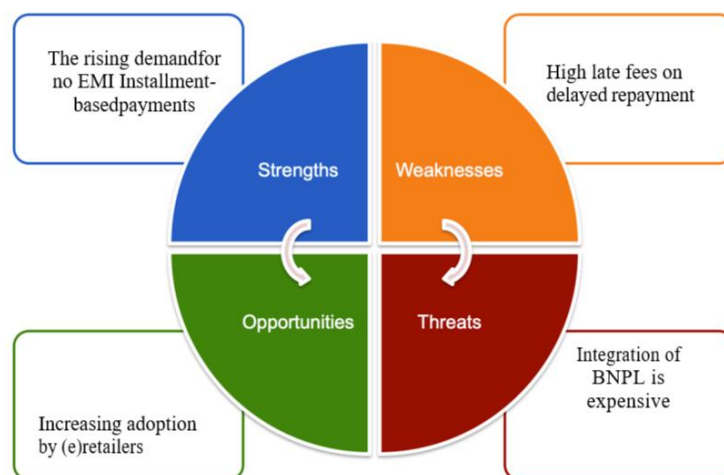 The rising demandfor
no EMI Installment-
basedpayments
High late fees on
delayed repayment
Strengths
Weaknesses
Opportunities
Threats
Increasing adoption
by (e)retailers
Integration of
BNPL is
expensive